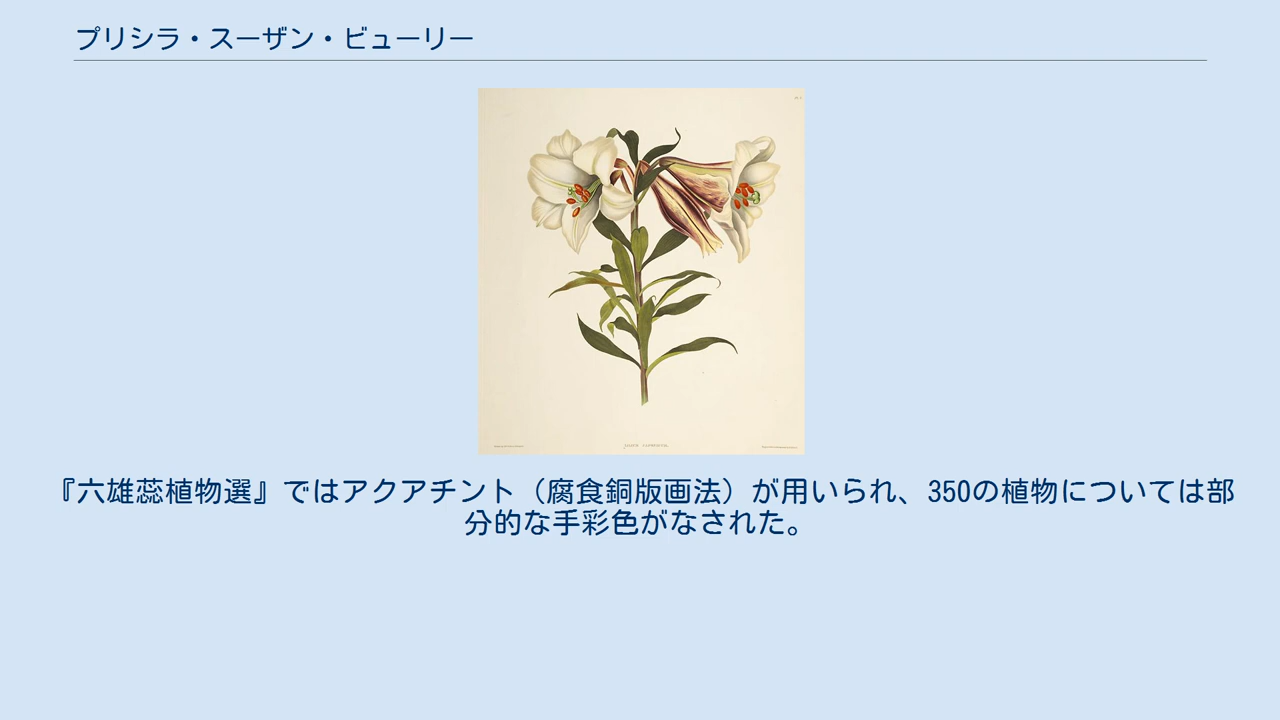 プリシラ・スーザン・ビューリー
『六雄蕊植物選』ではアクアチント（腐食銅版画法）が用いられ、350の植物については部
分的な手彩色がなされた。